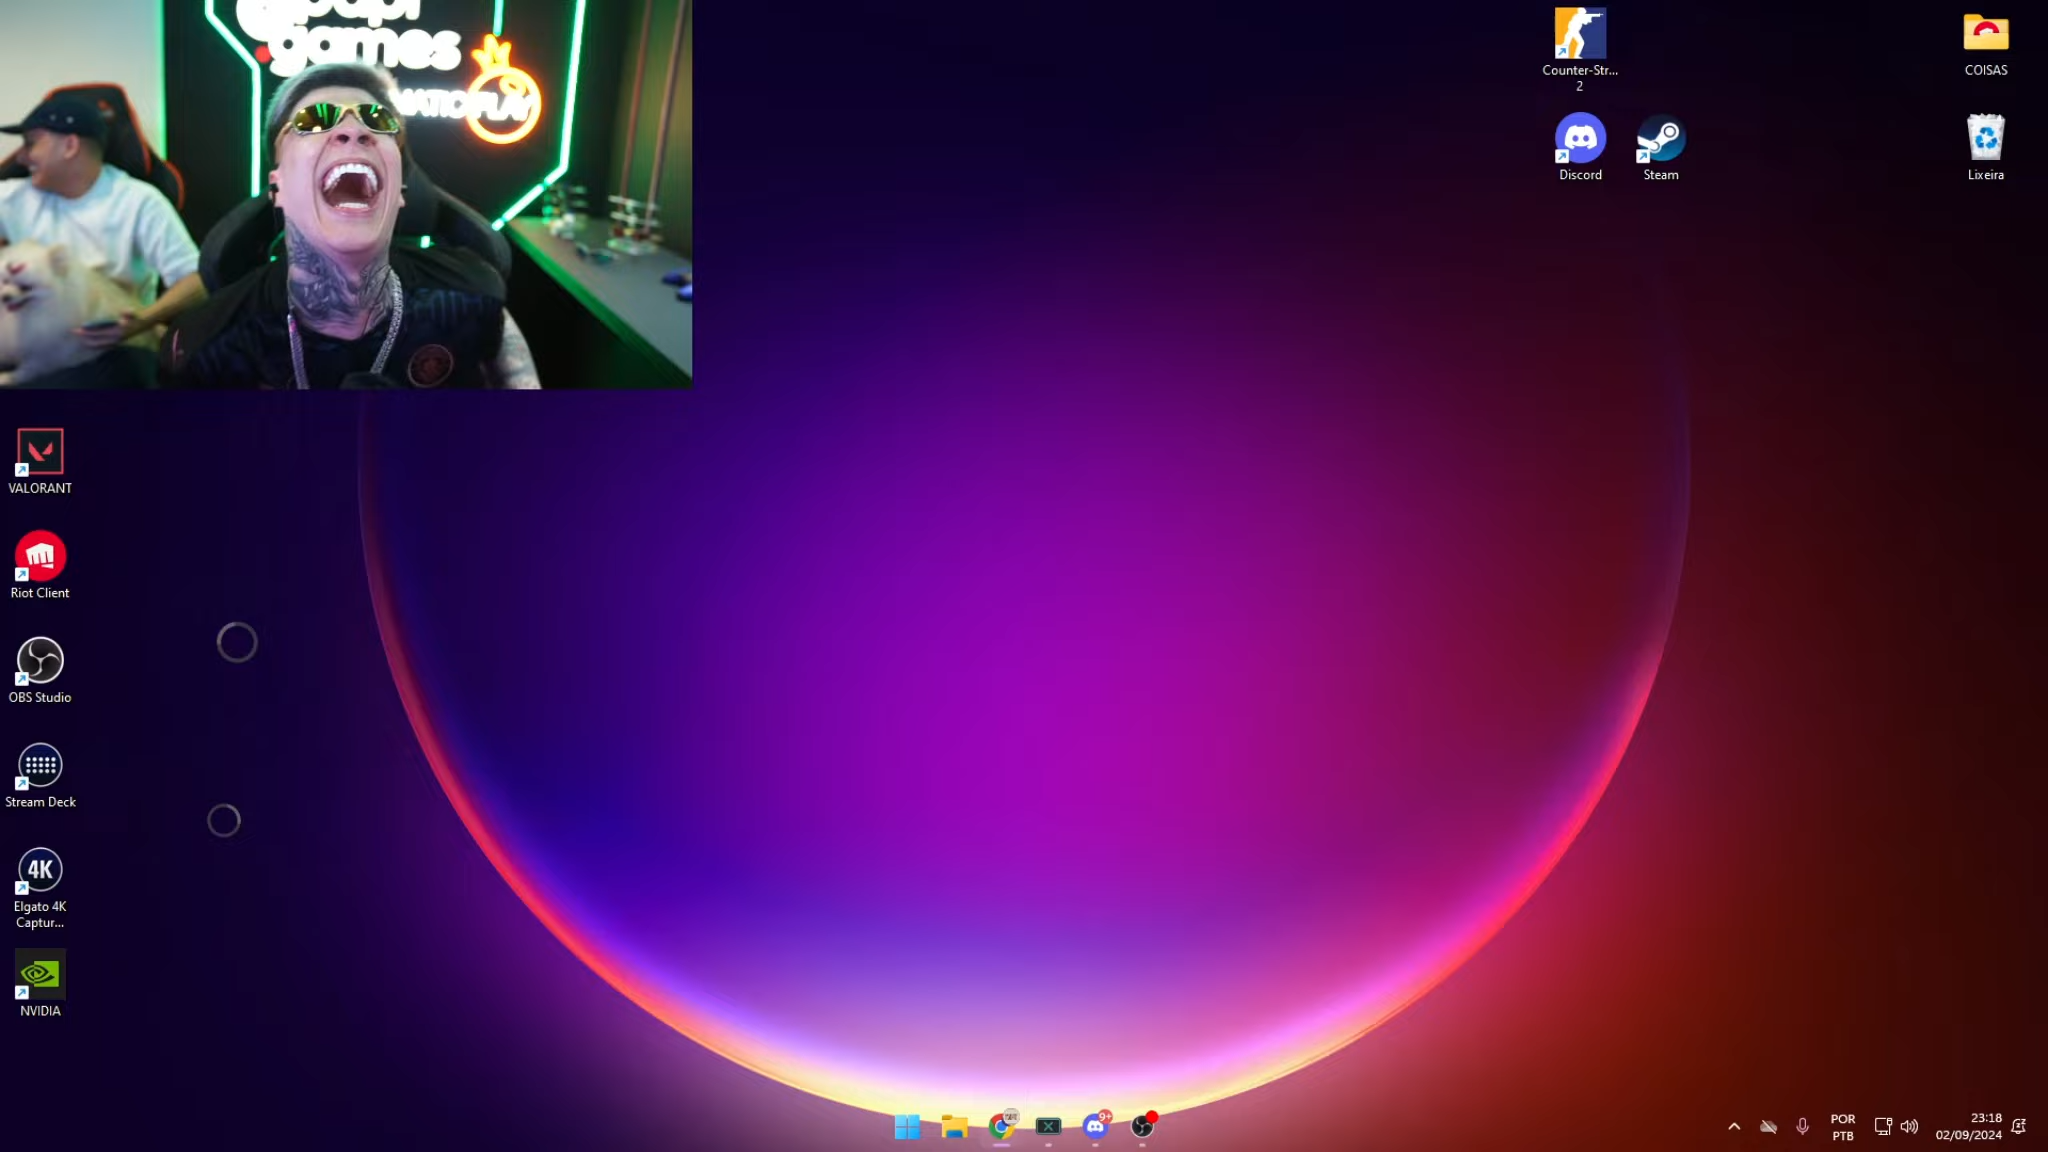 games
Counter-Str...
2
COISAS
Discord
Steam
Lixeira
VALORANT
Riot Client
OBS Studio
Stream Deck
4K
Elgato 4K
Captur...
NVIDIA
9+
POR
PTB
23:18
02/09/2024